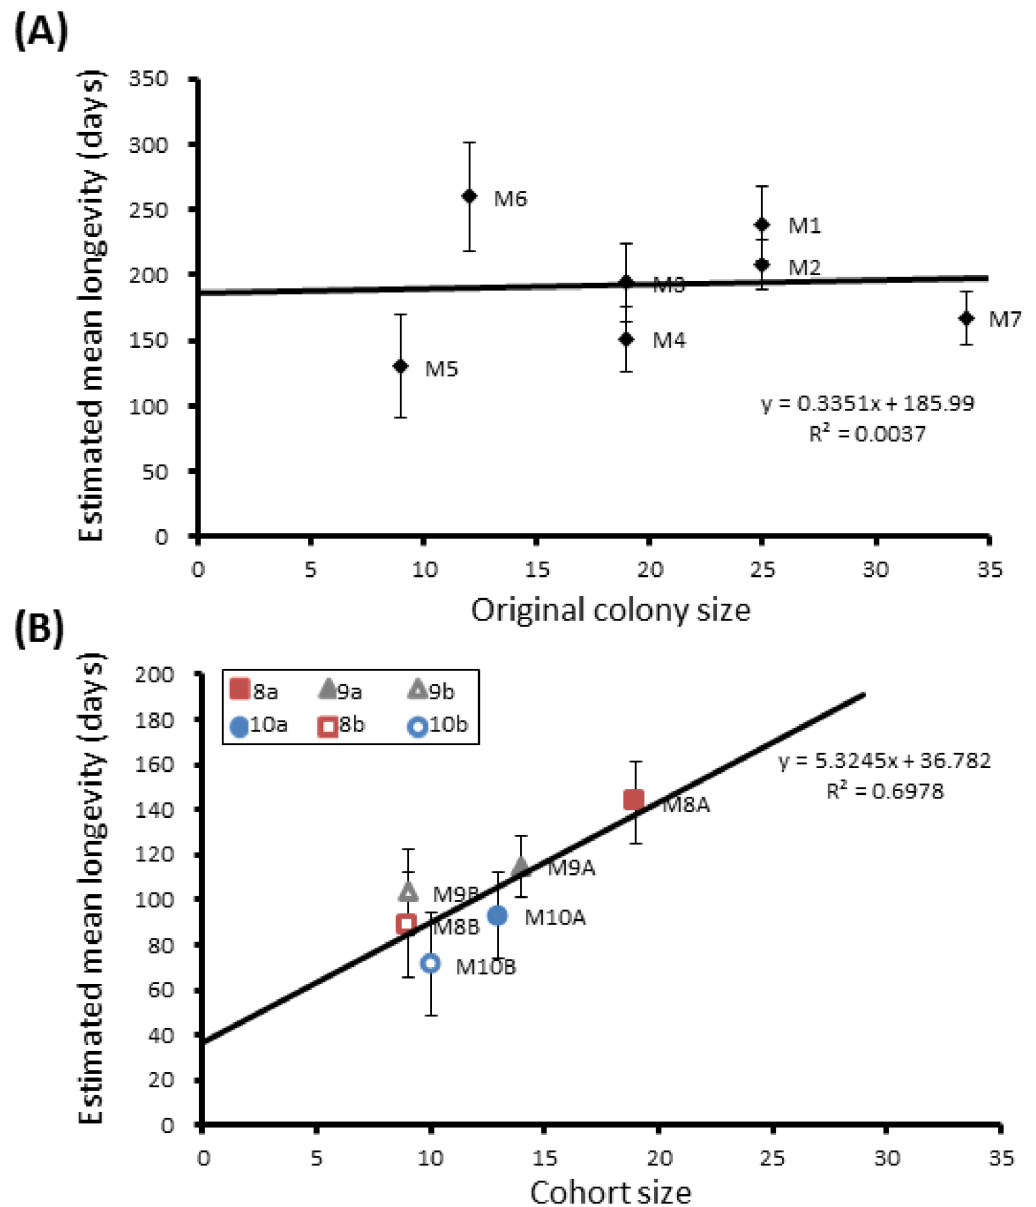 (A)
Estimated mean longevity (days)
350
300
250
200
150
100
50
0
M6
M1
M2
M3
M4
M7
M5
y = 0.3351x + 185.99
R² = 0.0037
0 5 10 15 20 25 30 35
Original colony size
(B)
Estimated mean longevity (days)
200
180
160
140
120
100
80
60
40
20
0
8a 9a 9b
10a 8b 10b
y = 5.3245x + 36.782
R² = 0.6978
M8A
M9A
M9B
M10A
M8B
M10B
0 5 10 15 20 25 30 35
Cohort size